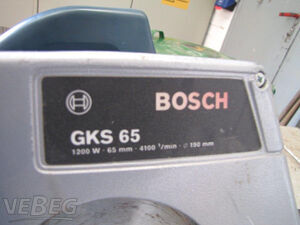 BOSCH
GKS 65
1200 W · 65 mm · 4100 ¹/min · ⌀ 190 mm
VEBEG